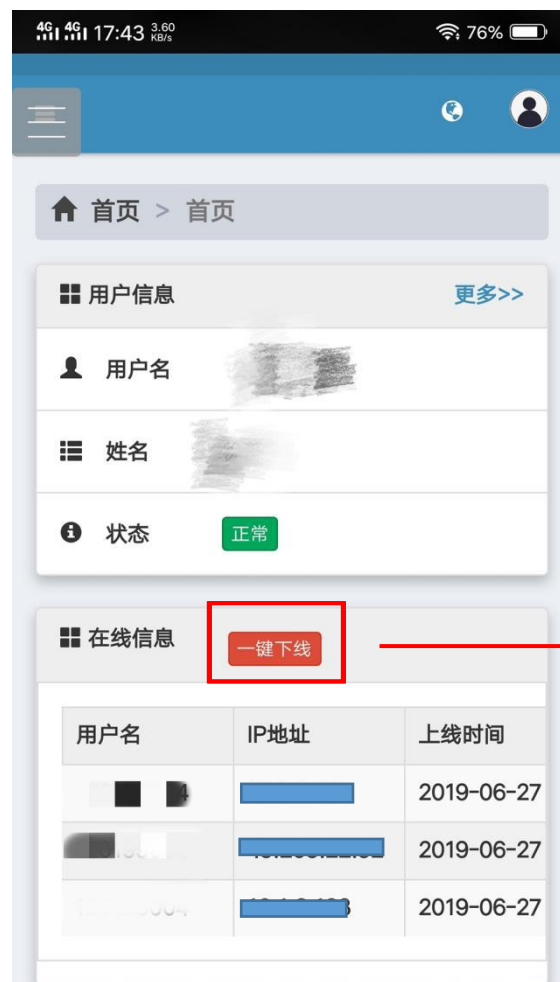 4G 4G 17:43 3.60 KB/s 76%
首页 > 首页
用户信息 更多>>
用户名
姓名
状态 正常
在线信息 一键下线
用户名 IP地址 上线时间
2019-06-27
2019-06-27
2019-06-27